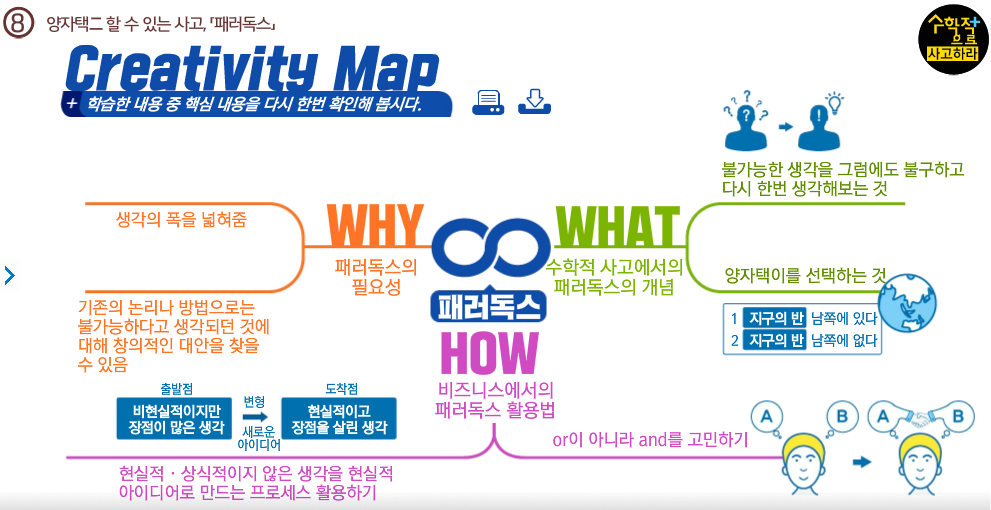 8 양자택그 할 수 있는 사고, 「패러독스」
수학적+
으로
사고하라
Creativity Map
+ 학습한 내용 중 핵심 내용을 다시 한번 확인해 봅시다.
? ? ? ? ?
?
!
불가능한 생각을 그럼에도 불구하고
다시 한번 생각해보는 것
생각의 폭을 넓혀줌
WHY
WHAT
패러독스의
필요성
수학적 사고에서의
패러독스의 개념
양자택이를 선택하는 것
패러독스
기존의 논리나 방법으로는
불가능하다고 생각되던 것에
대해 창의적인 대안을 찾을
수 있음
1 지구의 반 남쪽에 있다
2 지구의 반 남쪽에 없다
HOW
비즈니스에서의
패러독스 활용법
출발점
비현실적이지만
장점이 많은 생각
변형
새로운
아이디어
도착점
현실적이고
장점을 살린 생각
or이 아니라 and를 고민하기
A B A B
현실적 · 상식적이지 않은 생각을 현실적
아이디어로 만드는 프로세스 활용하기